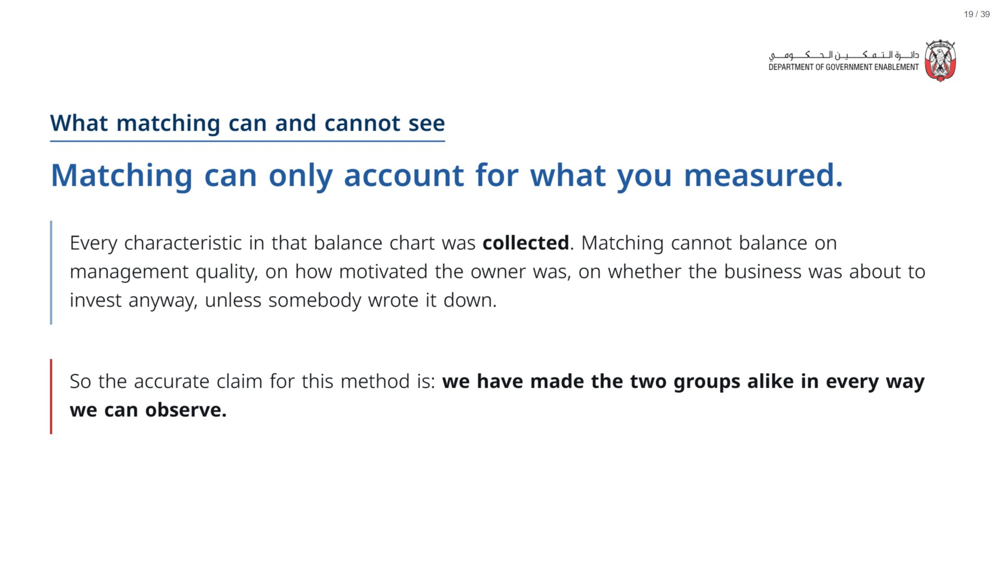 19 / 39
دائرة التمكين الحكومي
DEPARTMENT OF GOVERNMENT ENABLEMENT
What matching can and cannot see
Matching can only account for what you measured.
Every characteristic in that balance chart was collected. Matching cannot balance on
management quality, on how motivated the owner was, on whether the business was about to
invest anyway, unless somebody wrote it down.
So the accurate claim for this method is: we have made the two groups alike in every way
we can observe.